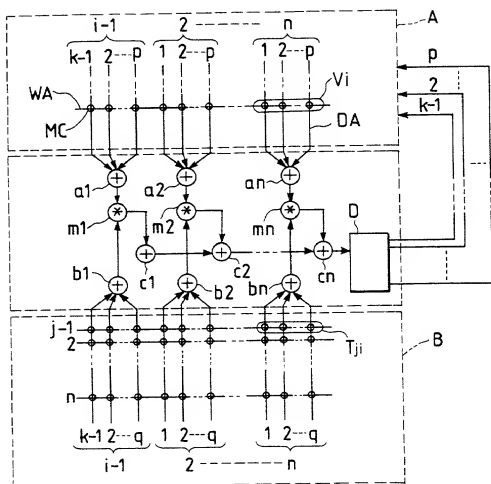 i-1 2 ------- n A
k-1 2---p 1 2---p 1 2---p p
WA Vi 2
MC DA k-1
+ + +
a1 a2 an
* * * D
m1 m2 mn
+ + +
c1 c2 cn
b1 + + b2 bn +
j-1 Tji
2 B
n
k-1 2---q 1 2---q 1 2---q
i-1 2 ------- n